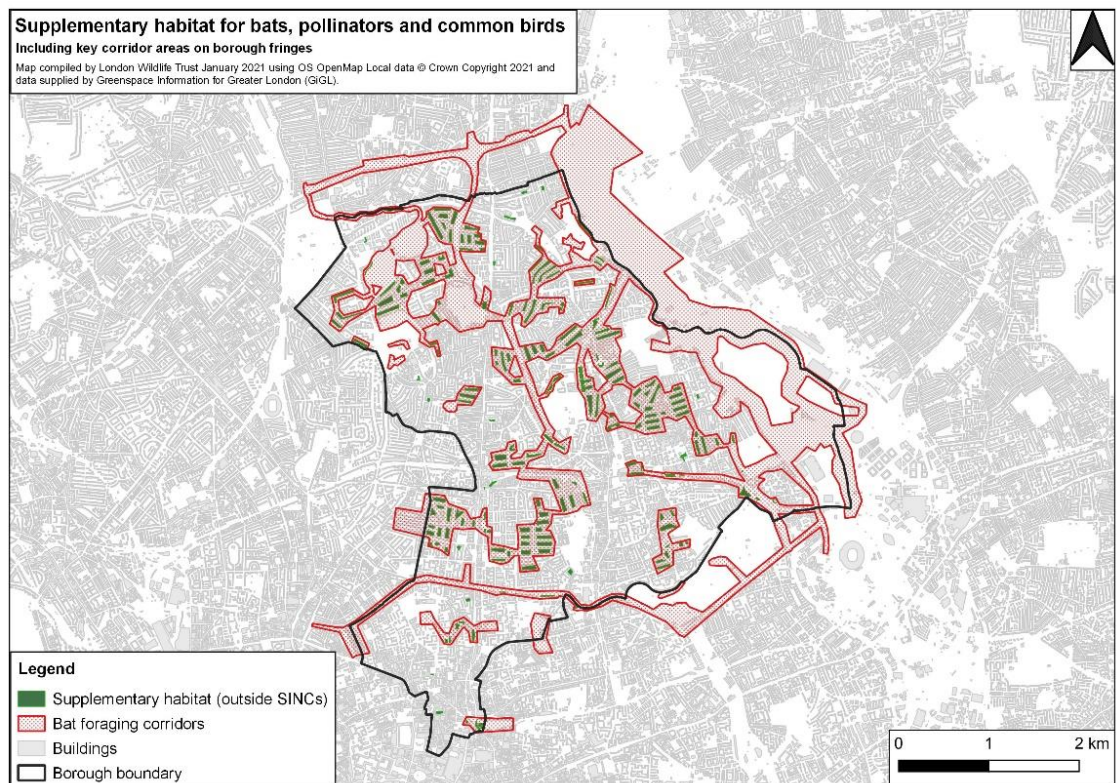 Supplementary habitat for bats, pollinators and common birds
Including key corridor areas on borough fringes
Map compiled by London Wildlife Trust January 2021 using OS OpenMap Local data © Crown Copyright 2021 and
data supplied by Greenspace Information for Greater London (GiGL).
Legend
Supplementary habitat (outside SINCs)
Bat foraging corridors
Buildings
Borough boundary
0 1 2 km